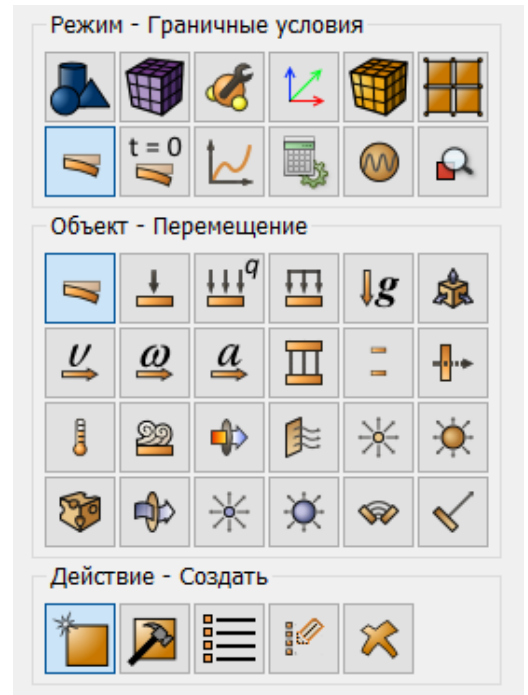 Режим - Граничные условия
t = 0
Объект - Перемещение
q
g
υ ω a
Действие - Создать